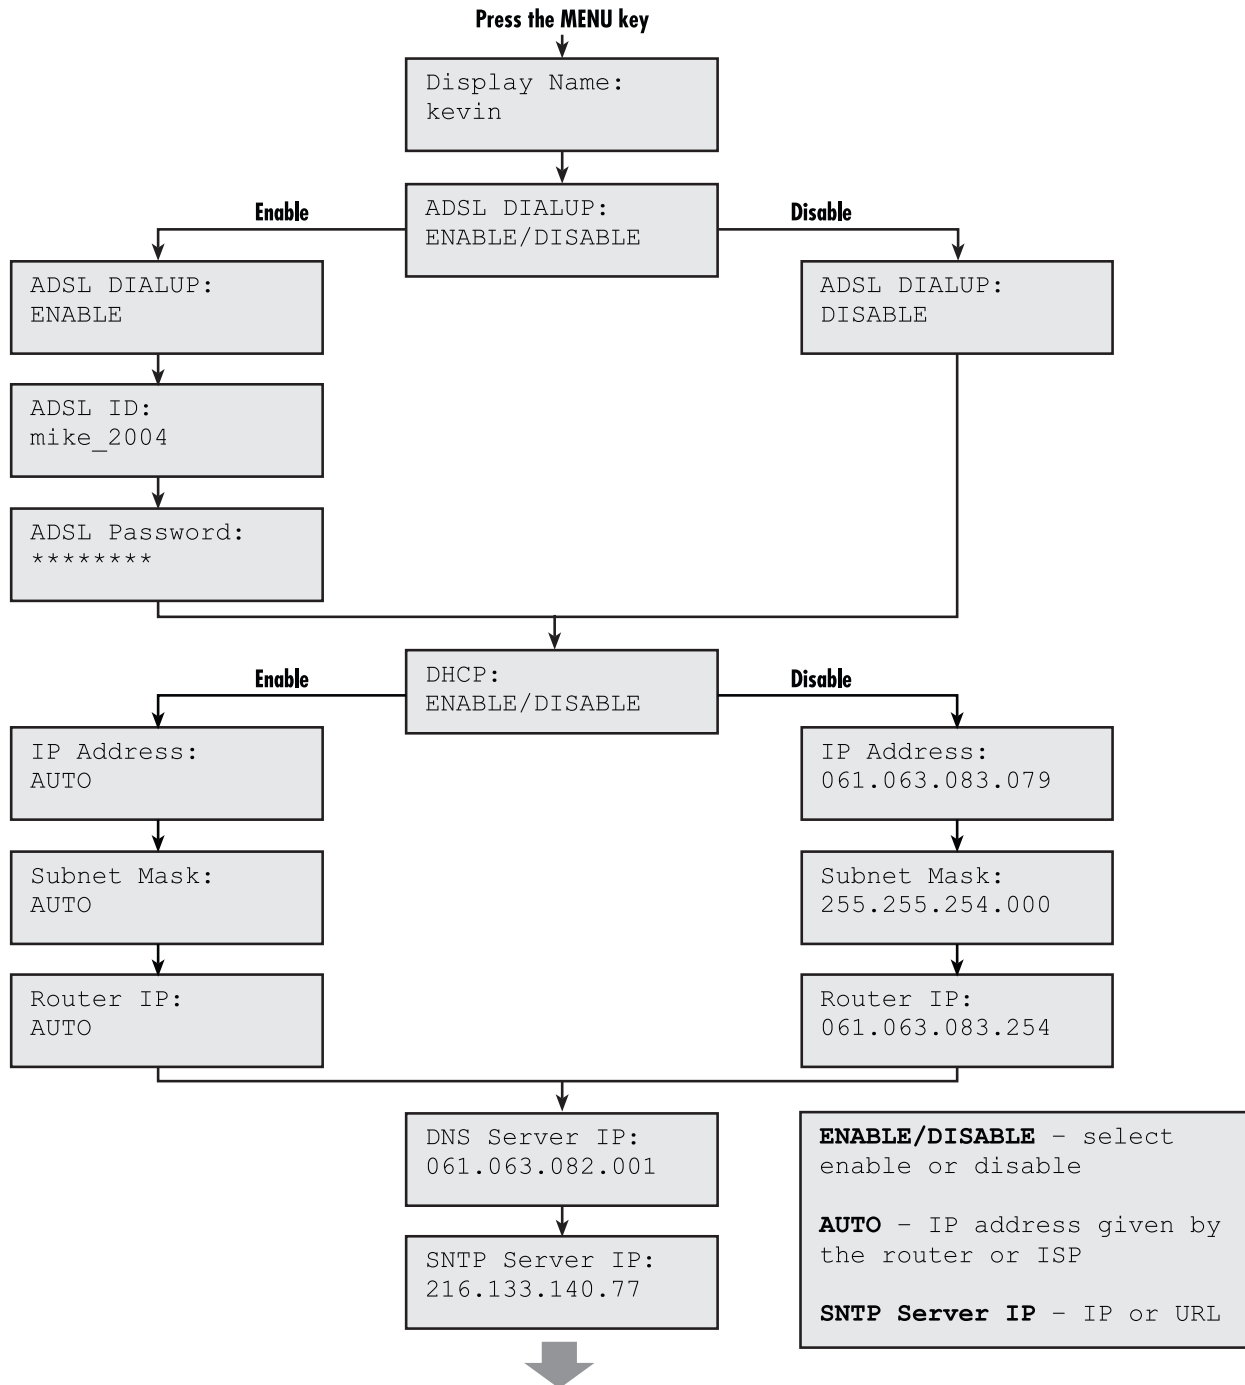 Press the MENU key
Display Name:
kevin
ADSL DIALUP:
ENABLE/DISABLE
Enable
Disable
ADSL DIALUP:
ENABLE
ADSL DIALUP:
DISABLE
ADSL ID:
mike_2004
ADSL Password:
********
DHCP:
ENABLE/DISABLE
Enable
Disable
IP Address:
AUTO
IP Address:
061.063.083.079
Subnet Mask:
AUTO
Subnet Mask:
255.255.254.000
Router IP:
AUTO
Router IP:
061.063.083.254
DNS Server IP:
061.063.082.001
SNTP Server IP:
216.133.140.77
ENABLE/DISABLE – select
enable or disable
AUTO – IP address given by
the router or ISP
SNTP Server IP – IP or URL